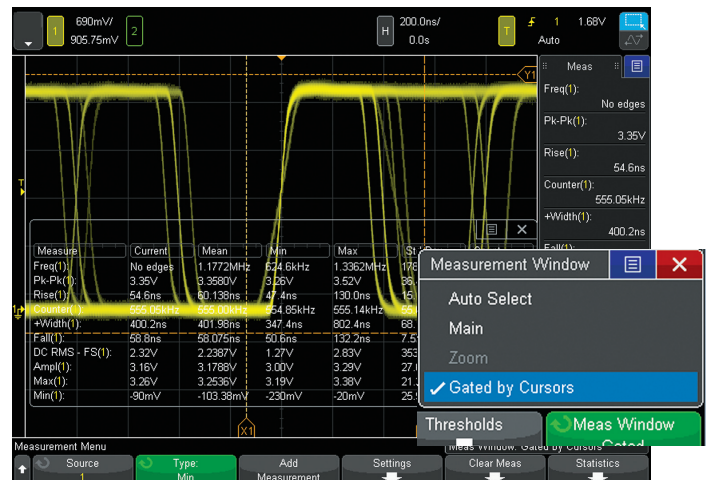 1 690mV/ 905.75mV 2 H 200.0ns/ 0.0s T 1 1.68V Auto
Meas
Freq(1):
No edges
Pk-Pk(1):
3.35V
Rise(1):
54.6ns
Counter(1):
555.05kHz
+Width(1):
400.2ns
Fall(1):
Y1
T
Measure Current Mean Min Max
Freq(1): No edges 1.1772MHz 624.6kHz 1.3362MHz
Pk-Pk(1): 3.35V 3.3580V 3.26V 3.52V
Rise(1): 54.6ns 60.138ns 47.4ns 130.0ns
Counter(1): 555.05kHz 555.00kHz 554.85kHz 555.14kHz
+Width(1): 400.2ns 401.98ns 347.4ns 802.4ns
Fall(1): 58.8ns 58.075ns 50.6ns 132.2ns
DC RMS - FS(1): 2.32V 2.2387V 1.27V 2.83V
Ampl(1): 3.16V 3.1788V 3.00V 3.29V
Max(1): 3.26V 3.2536V 3.19V 3.38V
Min(1): -90mV -103.38mV -230mV -20mV
X1
Measurement Window
Auto Select
Main
Zoom
Gated by Cursors
Thresholds Meas Window
Gated
Measurement Menu
Meas Window: Gated by Cursors
Source
1
Type:
Min
Add
Measurement
Settings
Clear Meas
Statistics